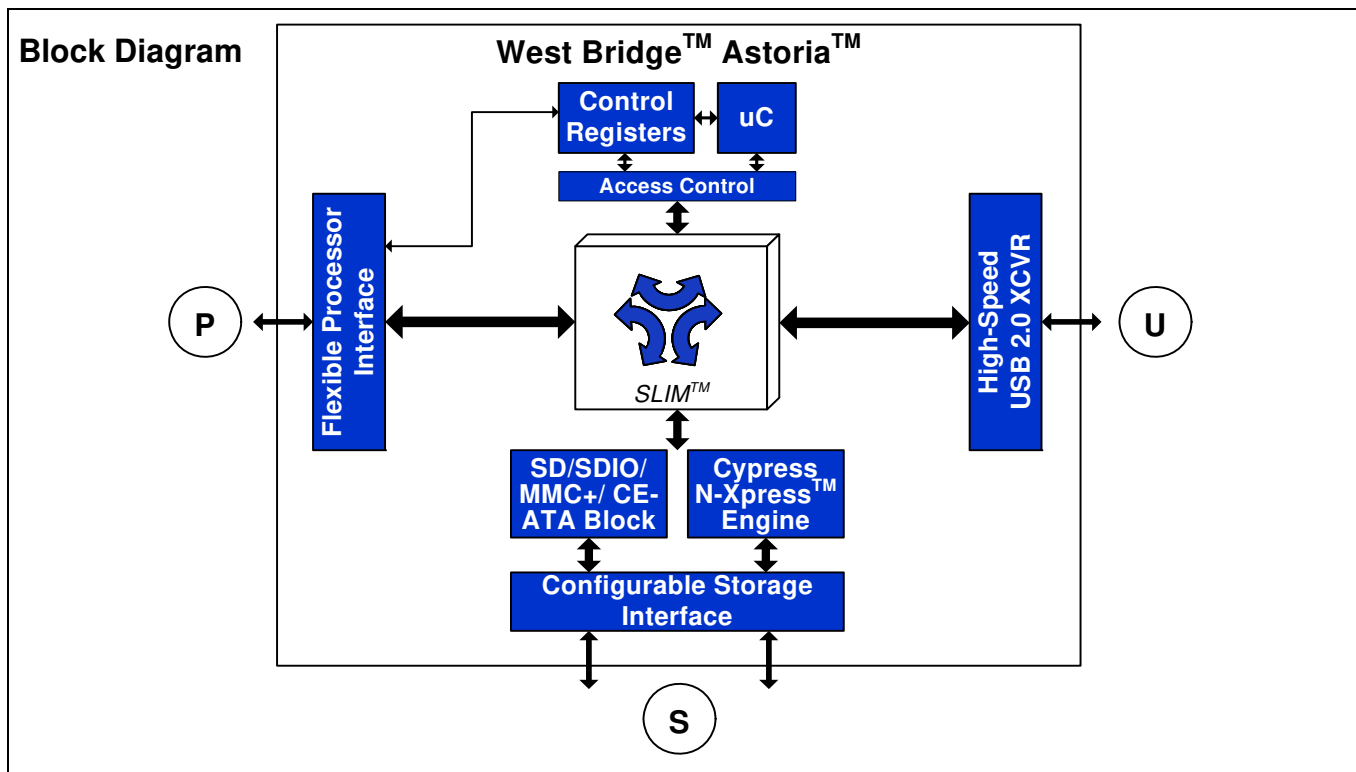 Block Diagram
West Bridge™ Astoria™
Control
Registers
uC
Access Control
Flexible Processor
Interface
High-Speed
USB 2.0 XCVR
P
U
SLIM™
SD/SDIO/
MMC+/ CE-
ATA Block
Cypress
N-Xpress™
Engine
Configurable Storage
Interface
S